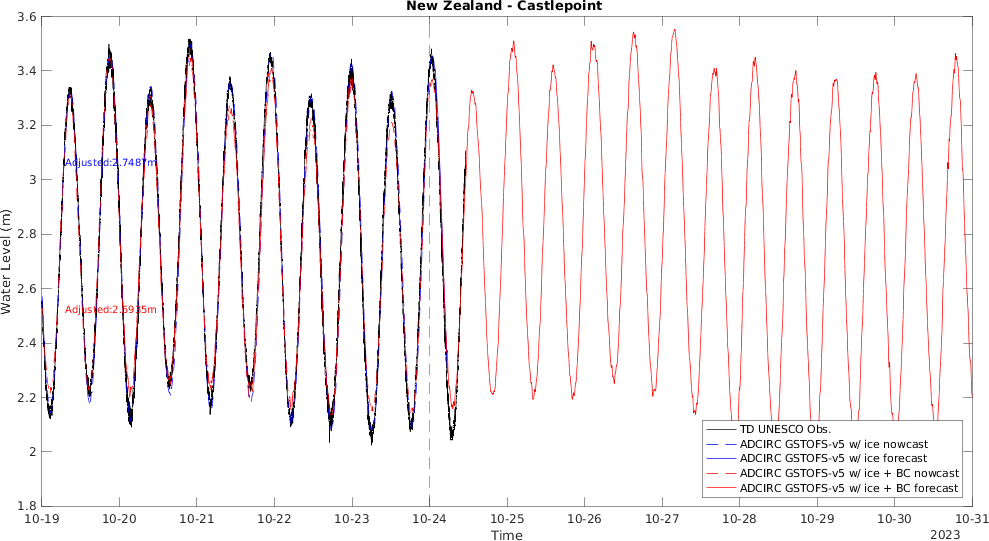 New Zealand - Castlepoint
3.6
3.4
3.2
3
2.8
2.6
2.4
2.2
2
1.8
Water Level (m)
Adjusted:2.7487m
Adjusted:2.6935m
TD UNESCO Obs.
ADCIRC GSTOFS-v5 w/ ice nowcast
ADCIRC GSTOFS-v5 w/ ice forecast
ADCIRC GSTOFS-v5 w/ ice + BC nowcast
ADCIRC GSTOFS-v5 w/ ice + BC forecast
10-19 10-20 10-21 10-22 10-23 10-24 10-25 10-26 10-27 10-28 10-29 10-30 10-31
Time
2023